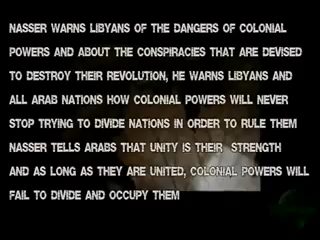 NASSER WARNS LIBYANS OF THE DANGERS OF COLONIAL
POWERS AND ABOUT THE CONSPIRACIES THAT ARE DEVISED
TO DESTROY THEIR REVOLUTION, HE WARNS LIBYANS AND
ALL ARAB NATIONS HOW COLONIAL POWERS WILL NEVER
STOP TRYING TO DIVIDE NATIONS IN ORDER TO RULE THEM
NASSER TELLS ARABS THAT UNITY IS THEIR STRENGTH
AND AS LONG AS THEY ARE UNITED, COLONIAL POWERS WILL
FAIL TO DIVIDE AND OCCUPY THEM